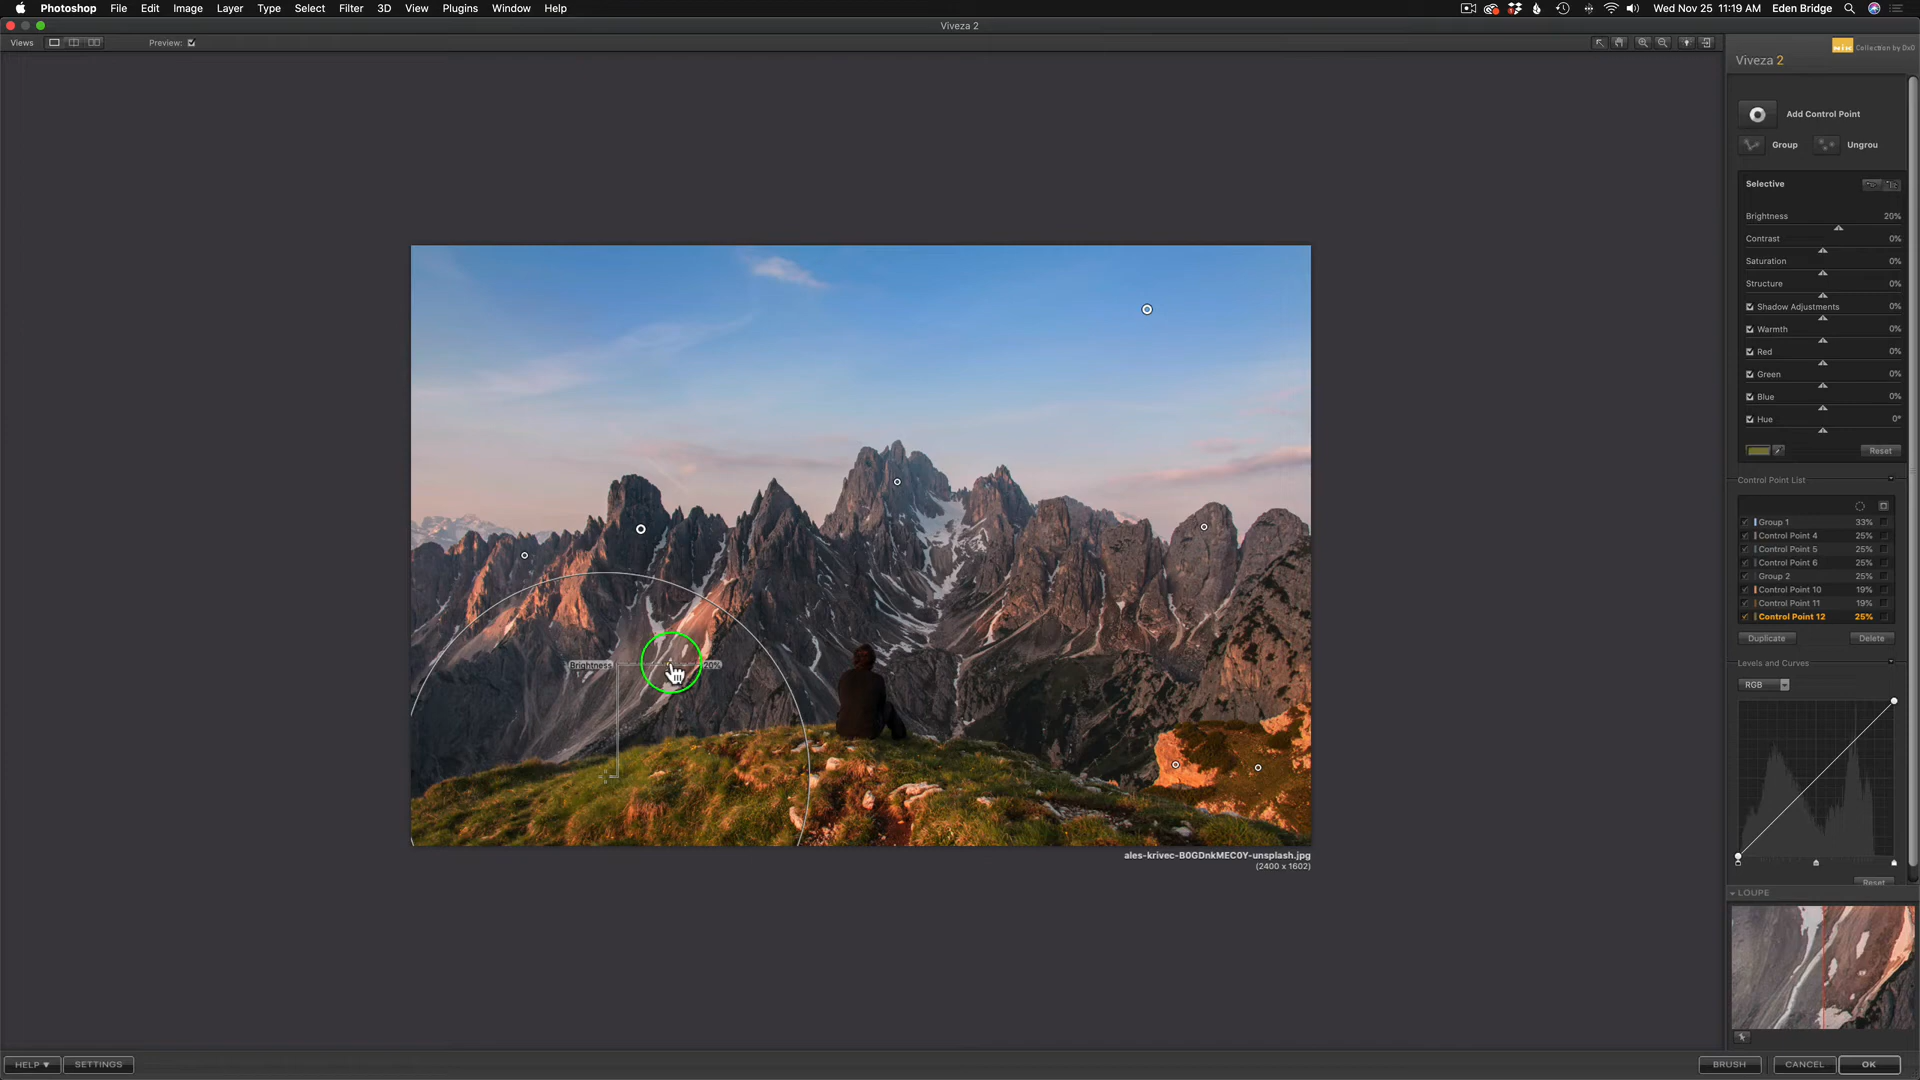 Photoshop File Edit Image Layer Type Select Filter 3D View Plugins Window Help Wed Nov 25 11:19 AM Eden Bridge
Viveza 2
Views Preview:
Nik Collection by DxO
Viveza 2
Add Control Point
Group Ungrou
Selective
Brightness 20%
Contrast 0%
Saturation 0%
Structure 0%
Shadow Adjustments 0%
Warmth 0%
Red 0%
Green 0%
Blue 0%
Hue 0°
Reset
Control Point List
Group 1 33%
Control Point 4 25%
Control Point 5 25%
Control Point 6 25%
Group 2 25%
Control Point 10 19%
Control Point 11 19%
Control Point 12 25%
Duplicate Delete
Levels and Curves
RGB
Reset
LOUPE
Brightness 20%
ales-krivec-B0GDnkMEC0Y-unsplash.jpg
(2400 x 1602)
HELP ▼ SETTINGS BRUSH CANCEL OK